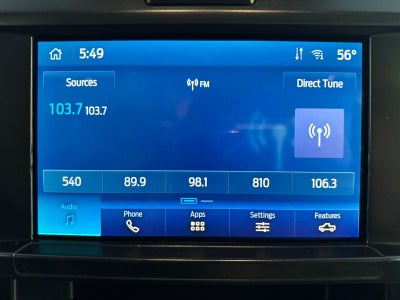 5:49 56°
Sources FM Direct Tune
103.7 103.7
540 89.9 98.1 810 106.3
Audio Phone Apps Settings Features